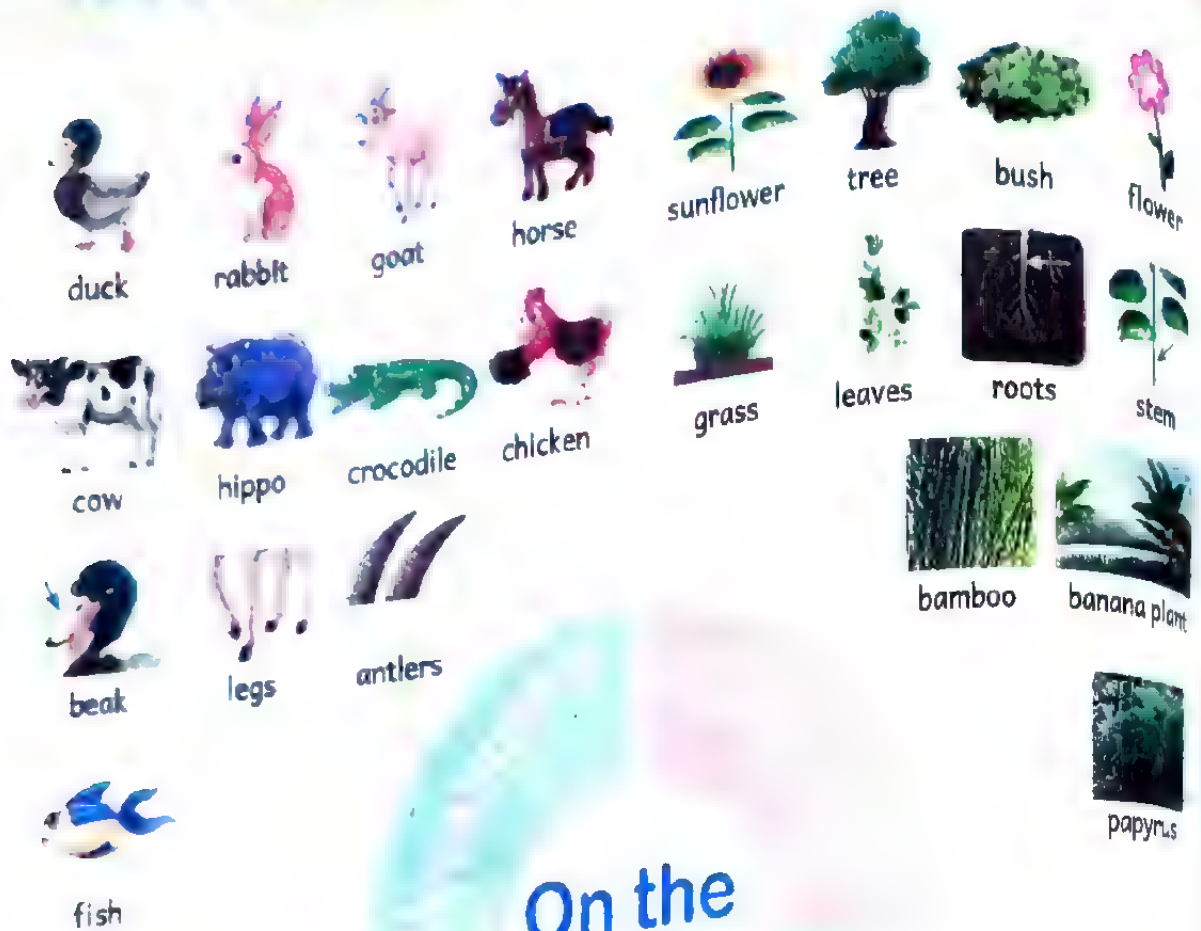 duck
rabbit
goat
horse
sunflower
tree
bush
flower
cow
hippo
crocodile
chicken
grass
leaves
roots
stem
beak
legs
antlers
bamboo
banana plant
papyrus
fish
On the